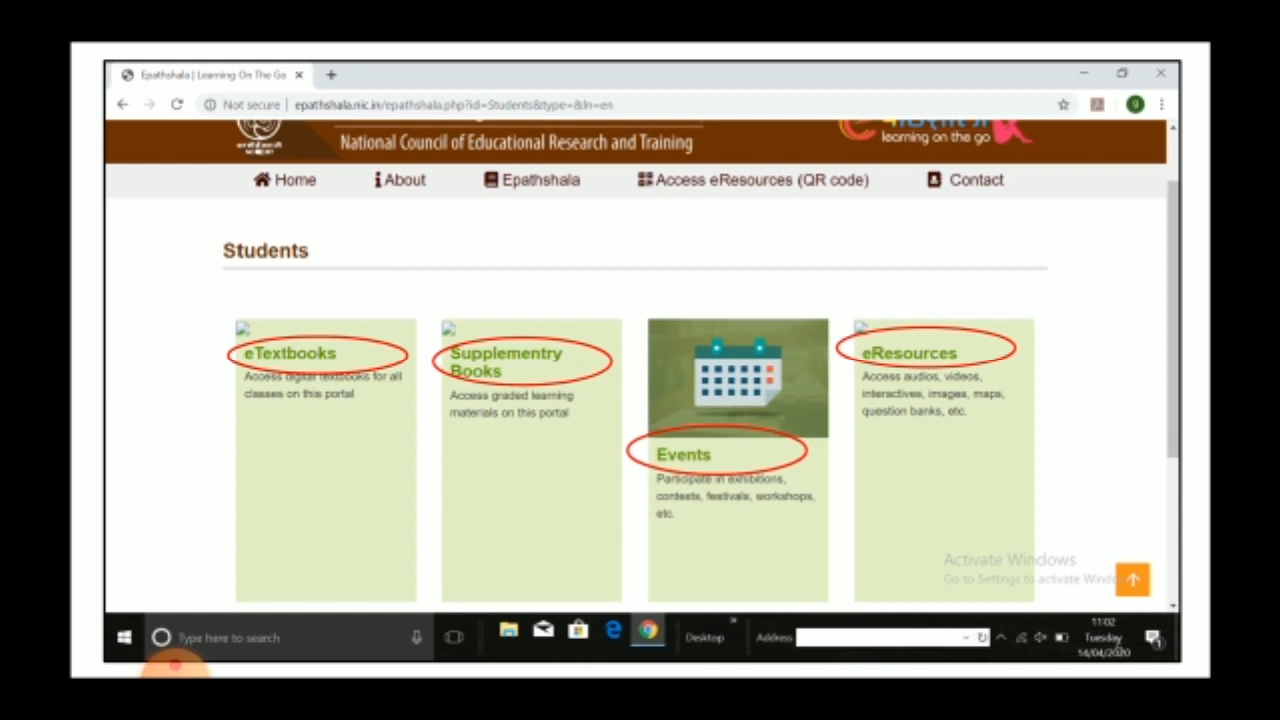 Epathshala | Learning On The Go
Not secure | epathshala.nic.in/epathshala.php?id=Students&type=&ln=en
National Council of Educational Research and Training
learning on the go
Home About Epathshala Access eResources (QR code) Contact
Students
eTextbooks
Access digital textbooks for all
classes on this portal
Supplementry
Books
Access graded learning
materials on this portal
Events
Participate in exhibitions,
contests, festivals, workshops,
etc.
eResources
Access audios, videos,
interactives, images, maps,
question banks, etc.
Activate Windows
Go to Settings to activate
Type here to search
Desktop
Address
11:02
Tuesday
14/04/2020